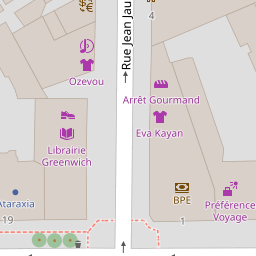 Rue Jean Jau
4
Ozevou
Arrêt Gourmand
Eva Kayan
Librairie
Greenwich
BPE
Ataraxia
Préférence
Voyage
19
1